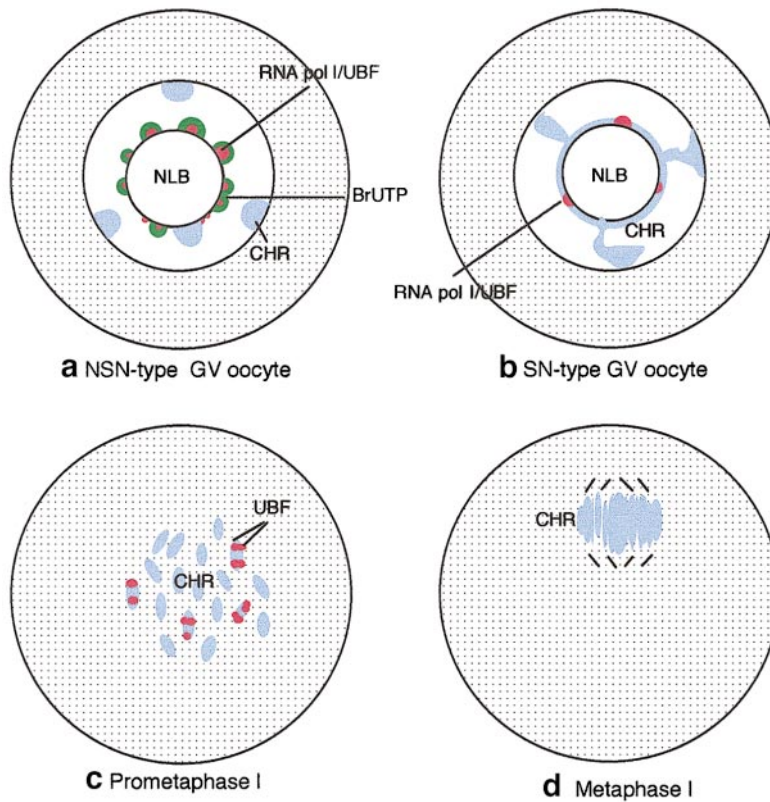 RNA pol I/UBF
NLB
BrUTP
CHR
a NSN-type GV oocyte
NLB
CHR
RNA pol I/UBF
b SN-type GV oocyte
UBF
CHR
c Prometaphase I
CHR
d Metaphase I